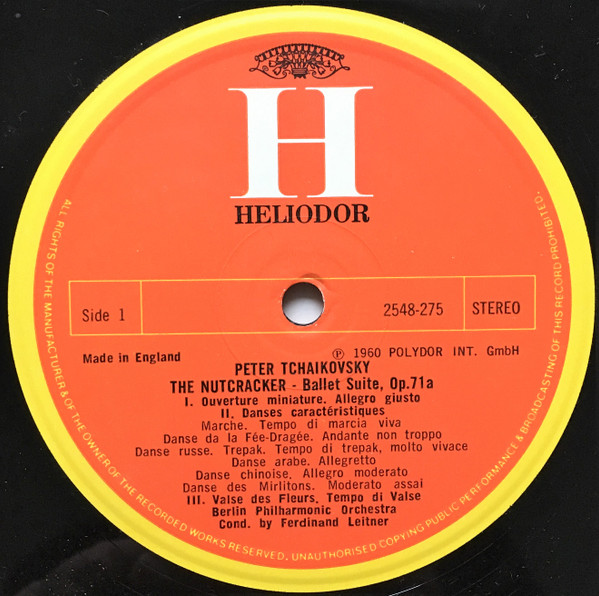 H
HELIODOR
Side 1
2548-275
STEREO
Made in England
Ⓟ 1960 POLYDOR INT. GmbH
PETER TCHAIKOVSKY
THE NUTCRACKER - Ballet Suite, Op.71a
I. Ouverture miniature. Allegro giusto
II. Danses caractéristiques
Marche. Tempo di marcia viva
Danse da la Fée-Dragée. Andante non troppo
Danse russe. Trepak. Tempo di trepak, molto vivace
Danse arabe. Allegretto
Danse chinoise. Allegro moderato
Danse des Mirlitons. Moderato assai
III. Valse des Fleurs. Tempo di Valse
Berlin Philharmonic Orchestra
Cond. by Ferdinand Leitner
ALL RIGHTS OF THE MANUFACTURER & OF THE OWNER OF THE RECORDED WORKS RESERVED. UNAUTHORISED COPYING PUBLIC PERFORMANCE & BROADCASTING OF THIS RECORD PROHIBITED.